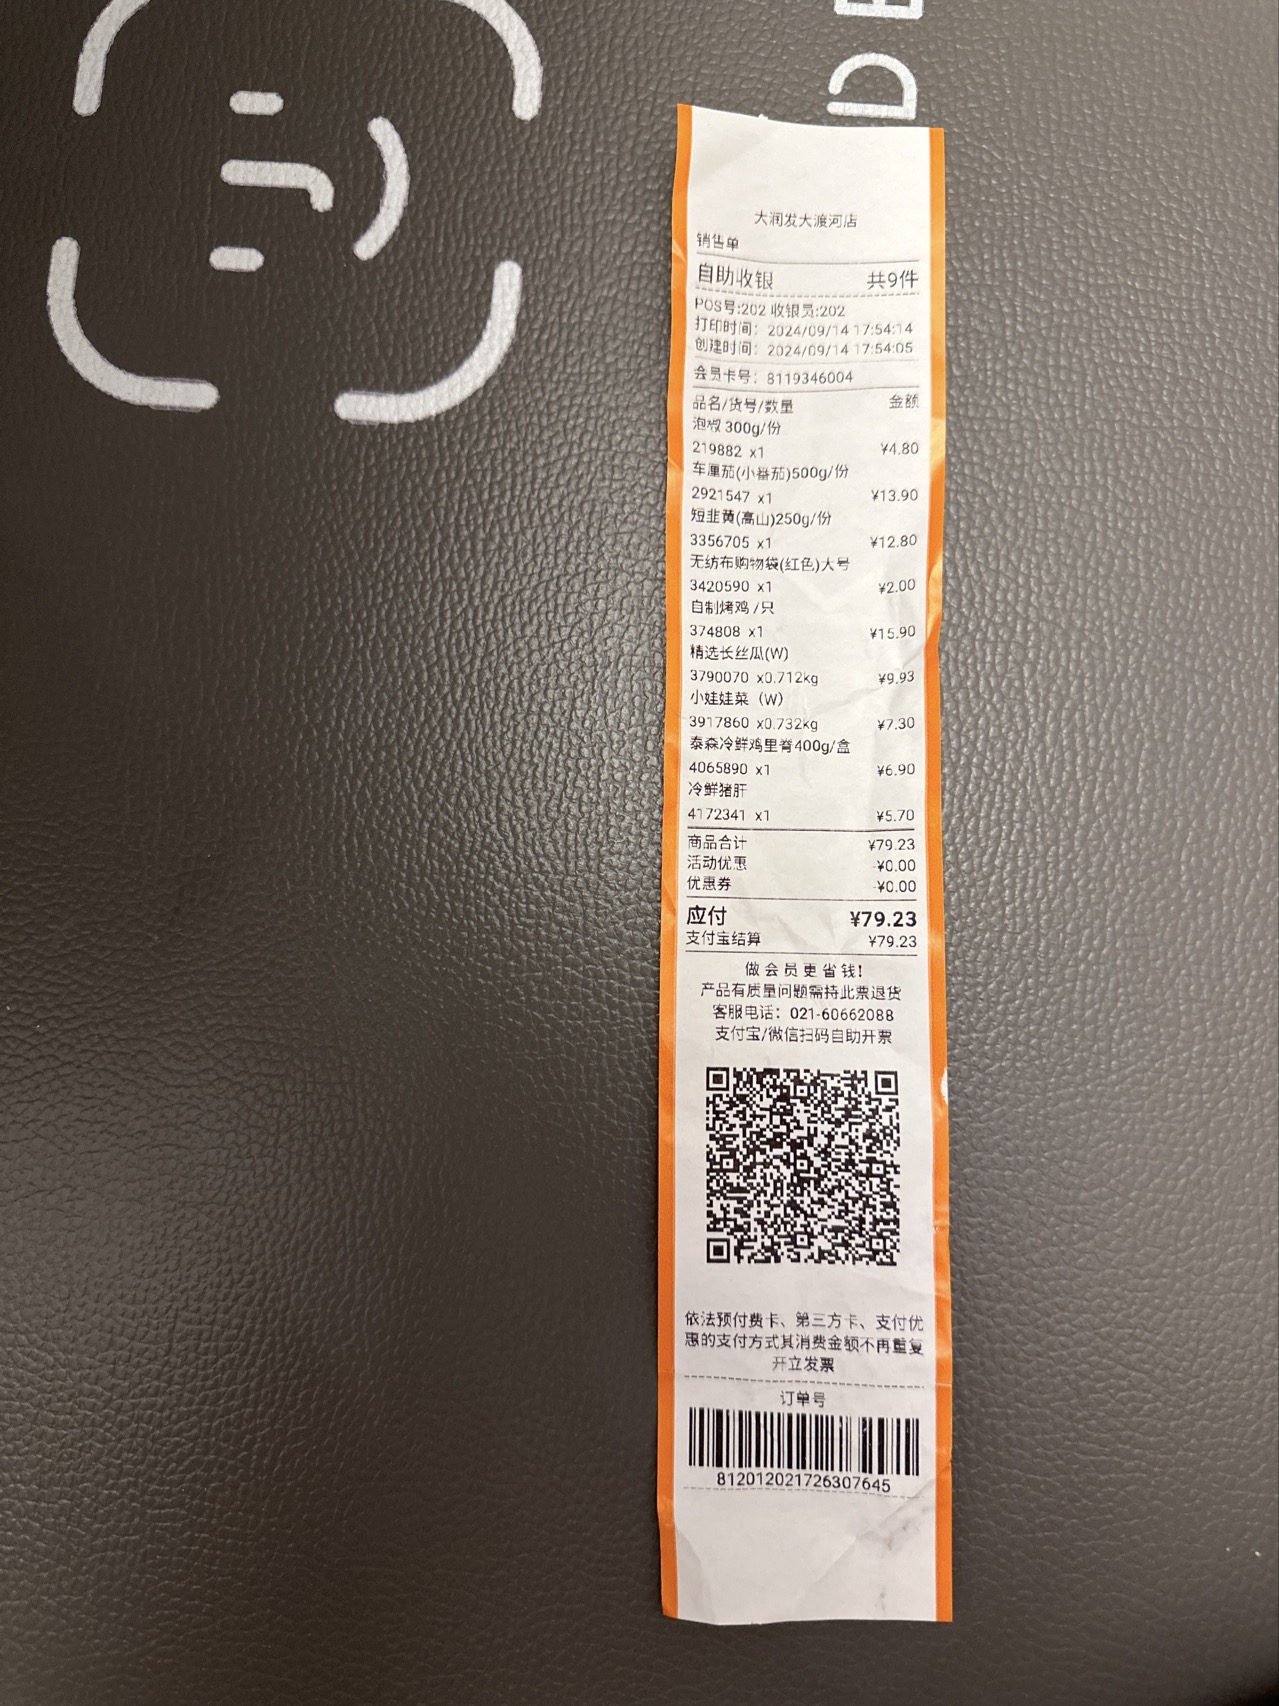 DE
大润发大渡河店
销售单
自助收银 共9件
POS号:202 收银员:202
打印时间: 2024/09/14 17:54:14
创建时间: 2024/09/14 17:54:05
会员卡号: 8119346004
品名/货号/数量 金额
泡椒 300g/份
219882 x1 ¥4.80
车厘茄(小番茄)500g/份
2921547 x1 ¥13.90
短韭黄(高山)250g/份
3356705 x1 ¥12.80
无纺布购物袋(红色)大号
3420590 x1 ¥2.00
自制烤鸡 /只
374808 x1 ¥15.90
精选长丝瓜(W)
3790070 x0.712kg ¥9.93
小娃娃菜（W）
3917860 x0.732kg ¥7.30
泰森冷鲜鸡里脊400g/盒
4065890 x1 ¥6.90
冷鲜猪肝
4172341 x1 ¥5.70
商品合计 ¥79.23
活动优惠 -¥0.00
优惠券 -¥0.00
应付 ¥79.23
支付宝结算 ¥79.23
做会员更省钱!
产品有质量问题需持此票退货
客服电话: 021-60662088
支付宝/微信扫码自助开票
依法预付费卡、第三方卡、支付优
惠的支付方式其消费金额不再重复
开立发票
订单号
812012021726307645